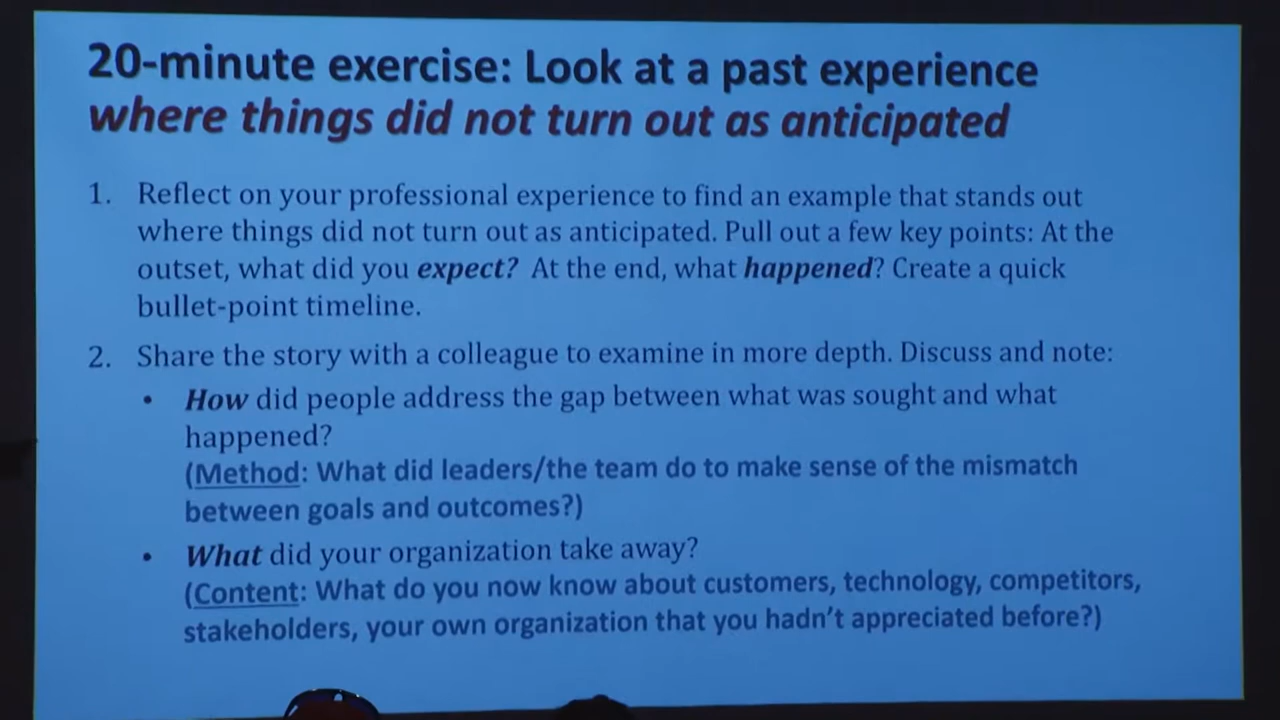 20-minute exercise: Look at a past experience
where things did not turn out as anticipated
1. Reflect on your professional experience to find an example that stands out
where things did not turn out as anticipated. Pull out a few key points: At the
outset, what did you expect? At the end, what happened? Create a quick
bullet-point timeline.
2. Share the story with a colleague to examine in more depth. Discuss and note:
• How did people address the gap between what was sought and what
happened?
(Method: What did leaders/the team do to make sense of the mismatch
between goals and outcomes?)
• What did your organization take away?
(Content: What do you now know about customers, technology, competitors,
stakeholders, your own organization that you hadn't appreciated before?)